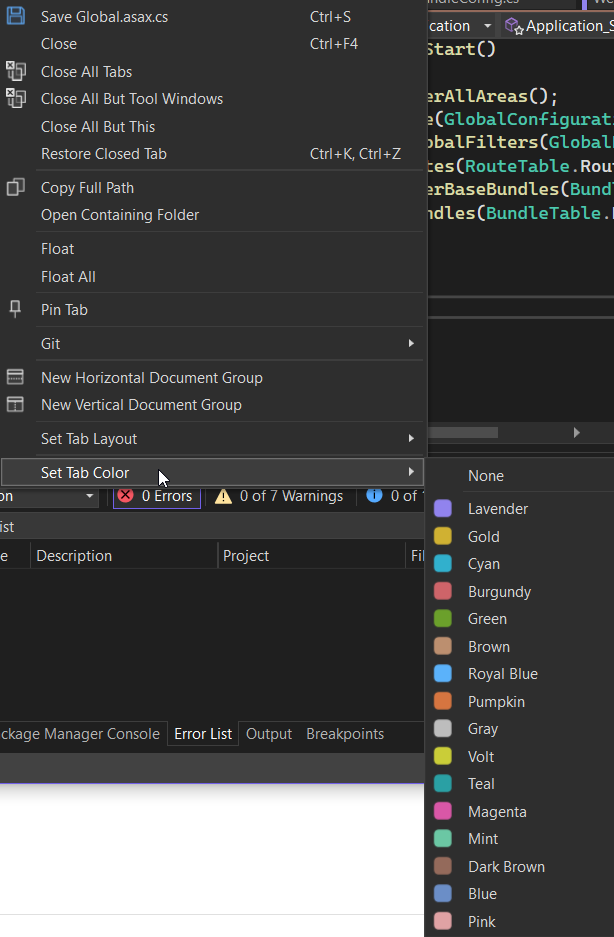 Save Global.asax.cs Ctrl+S
Close Ctrl+F4
Close All Tabs
Close All But Tool Windows
Close All But This
Restore Closed Tab Ctrl+K, Ctrl+Z
Copy Full Path
Open Containing Folder
Float
Float All
Pin Tab
Git
New Horizontal Document Group
New Vertical Document Group
Set Tab Layout
Set Tab Color
ndleConfig.cs
cation Application_S
Start()
erAllAreas();
e(GlobalConfigurat
obalFilters(Global
tes(RouteTable.Rou
erBaseBundles(Bund
ndles(BundleTable.
on 0 Errors 0 of 7 Warnings 0 of
ist
e Description Project Fi
ckage Manager Console Error List Output Breakpoints
None
Lavender
Gold
Cyan
Burgundy
Green
Brown
Royal Blue
Pumpkin
Gray
Volt
Teal
Magenta
Mint
Dark Brown
Blue
Pink